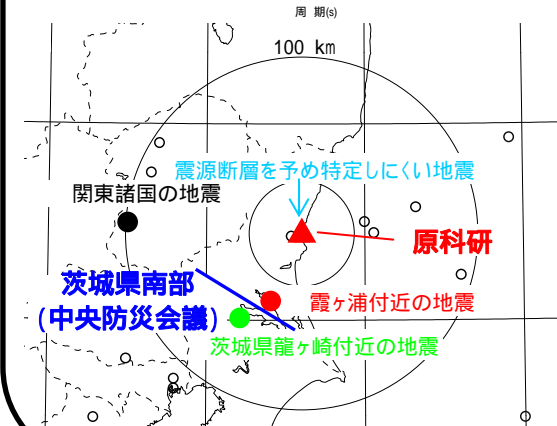 周 期(s)
100 km
震源断層を予め特定しにくい地震
関東諸国の地震
原科研
茨城県南部
(中央防災会議)
霞ヶ浦付近の地震
茨城県龍ヶ崎付近の地震